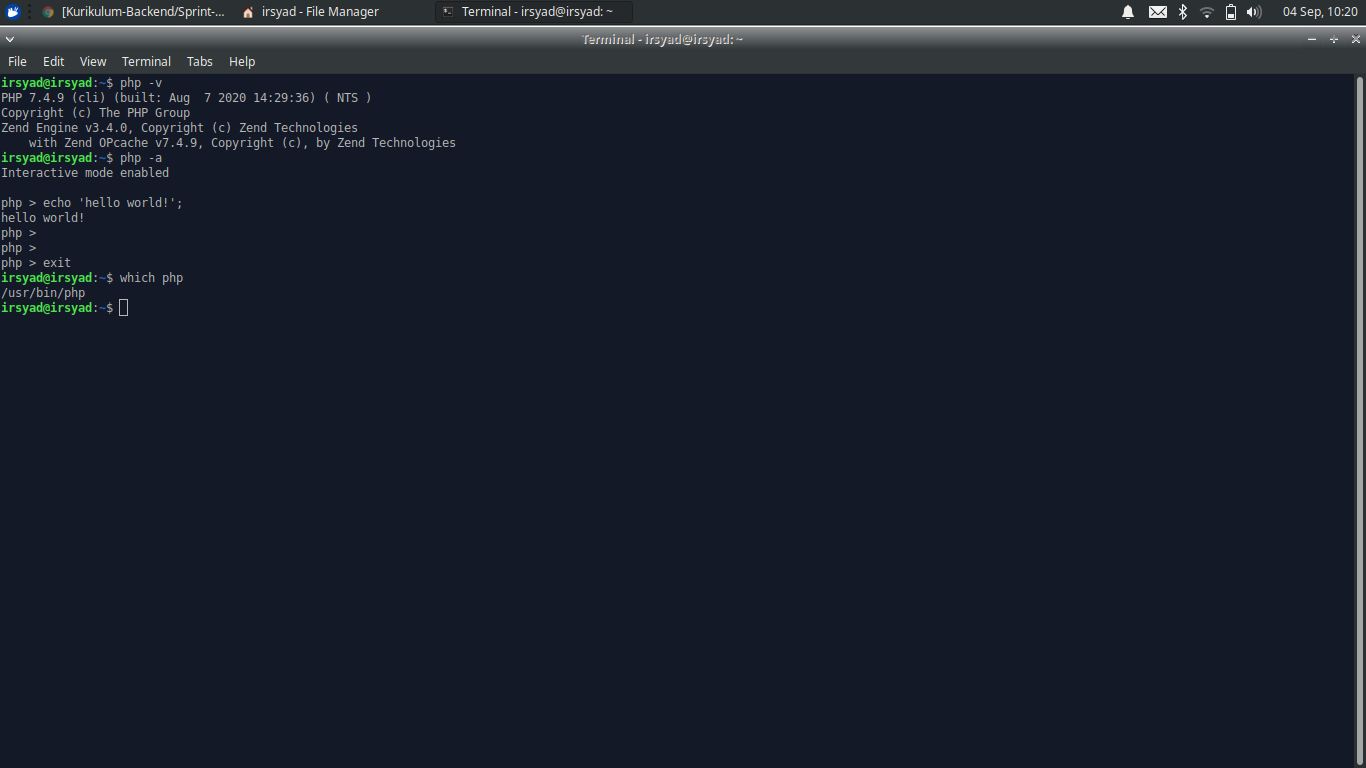 [Kurikulum-Backend/Sprint-... irsyad - File Manager Terminal - irsyad@irsyad: ~ 04 Sep, 10:20
Terminal - irsyad@irsyad: ~
File Edit View Terminal Tabs Help
irsyad@irsyad:~$ php -v
PHP 7.4.9 (cli) (built: Aug  7 2020 14:29:36) ( NTS )
Copyright (c) The PHP Group
Zend Engine v3.4.0, Copyright (c) Zend Technologies
    with Zend OPcache v7.4.9, Copyright (c), by Zend Technologies
irsyad@irsyad:~$ php -a
Interactive mode enabled
php > echo 'hello world!';
hello world!
php >
php >
php > exit
irsyad@irsyad:~$ which php
/usr/bin/php
irsyad@irsyad:~$